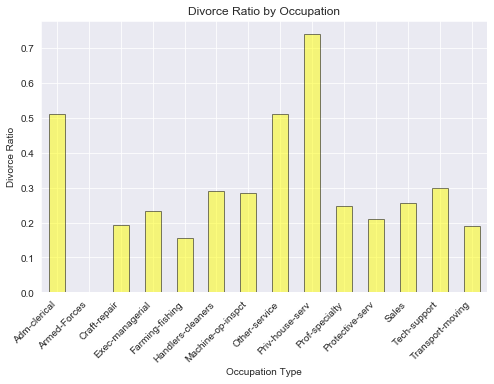 Divorce Ratio by Occupation
Divorce Ratio
0.7
0.6
0.5
0.4
0.3
0.2
0.1
0.0
Adm-clerical
Armed-Forces
Craft-repair
Exec-managerial
Farming-fishing
Handlers-cleaners
Machine-op-inspct
Other-service
Priv-house-serv
Prof-specialty
Protective-serv
Sales
Tech-support
Transport-moving
Occupation Type